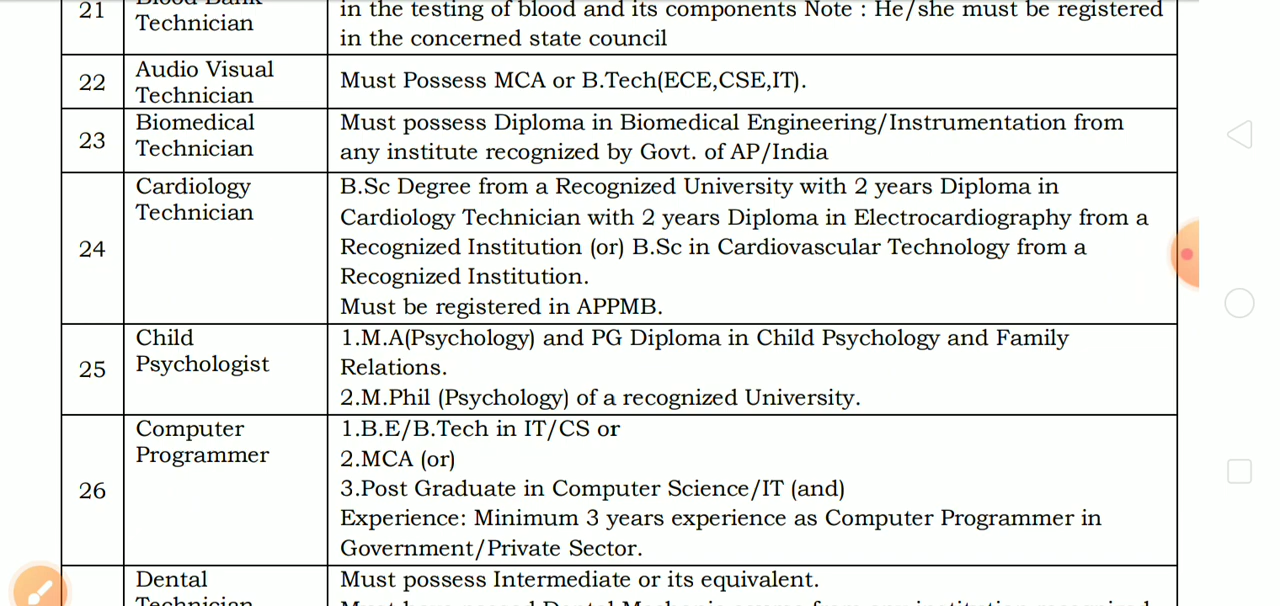 21
Blood Bank
Technician
in the testing of blood and its components Note : He/she must be registered
in the concerned state council
22
Audio Visual
Technician
Must Possess MCA or B.Tech(ECE,CSE,IT).
23
Biomedical
Technician
Must possess Diploma in Biomedical Engineering/Instrumentation from
any institute recognized by Govt. of AP/India
24
Cardiology
Technician
B.Sc Degree from a Recognized University with 2 years Diploma in
Cardiology Technician with 2 years Diploma in Electrocardiography from a
Recognized Institution (or) B.Sc in Cardiovascular Technology from a
Recognized Institution.
Must be registered in APPMB.
25
Child
Psychologist
1.M.A(Psychology) and PG Diploma in Child Psychology and Family
Relations.
2.M.Phil (Psychology) of a recognized University.
26
Computer
Programmer
1.B.E/B.Tech in IT/CS or
2.MCA (or)
3.Post Graduate in Computer Science/IT (and)
Experience: Minimum 3 years experience as Computer Programmer in
Government/Private Sector.
Dental
Technician
Must possess Intermediate or its equivalent.